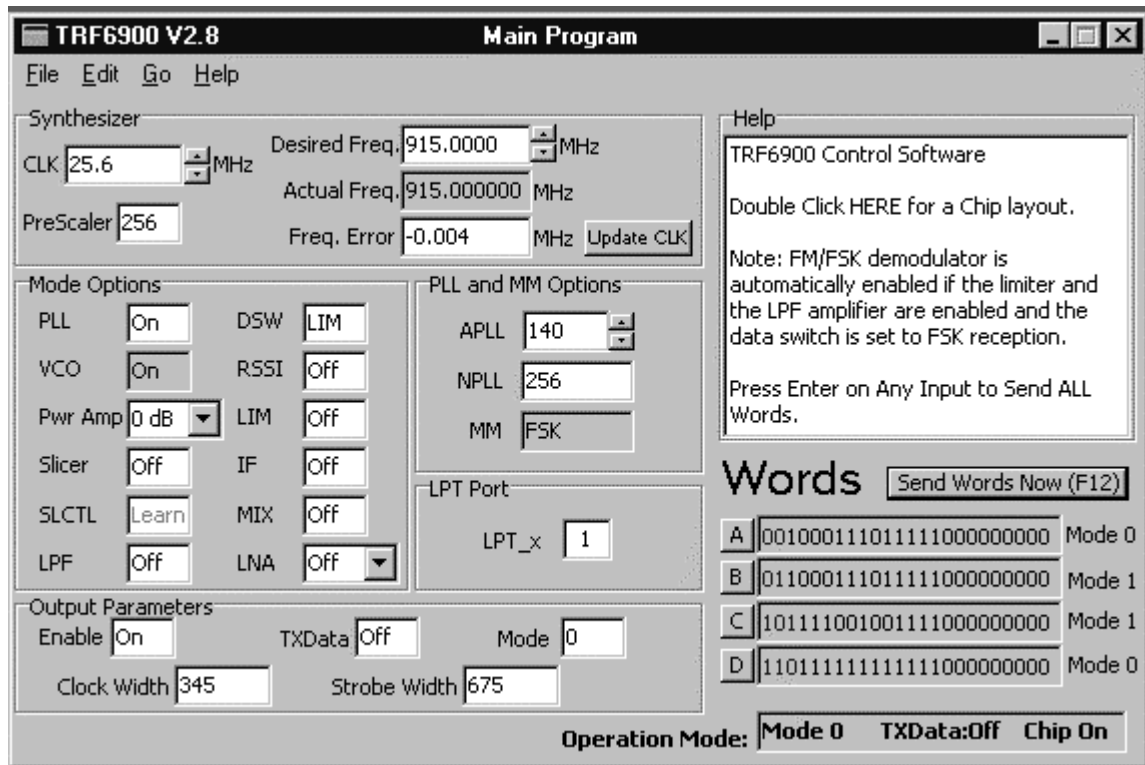 TRF6900 V2.8 Main Program
File Edit Go Help
Synthesizer
CLK 25.6 MHz
PreScaler 256
Desired Freq. 915.0000 MHz
Actual Freq. 915.000000 MHz
Freq. Error -0.004 MHz Update CLK
Mode Options
PLL On DSW LIM
VCO On RSSI Off
Pwr Amp 0 dB LIM Off
Slicer Off IF Off
SLCTL Learn MIX Off
LPF Off LNA Off
PLL and MM Options
APLL 140
NPLL 256
MM FSK
LPT Port
LPT_x 1
Output Parameters
Enable On TXData Off Mode 0
Clock Width 345 Strobe Width 675
Help
TRF6900 Control Software
Double Click HERE for a Chip layout.
Note: FM/FSK demodulator is
automatically enabled if the limiter and
the LPF amplifier are enabled and the
data switch is set to FSK reception.
Press Enter on Any Input to Send ALL
Words.
Words Send Words Now (F12)
A 001000111011111000000000 Mode 0
B 011000111011111000000000 Mode 1
C 101111001001111000000000 Mode 1
D 110111111111111000000000 Mode 0
Operation Mode: Mode 0 TXData:Off Chip On